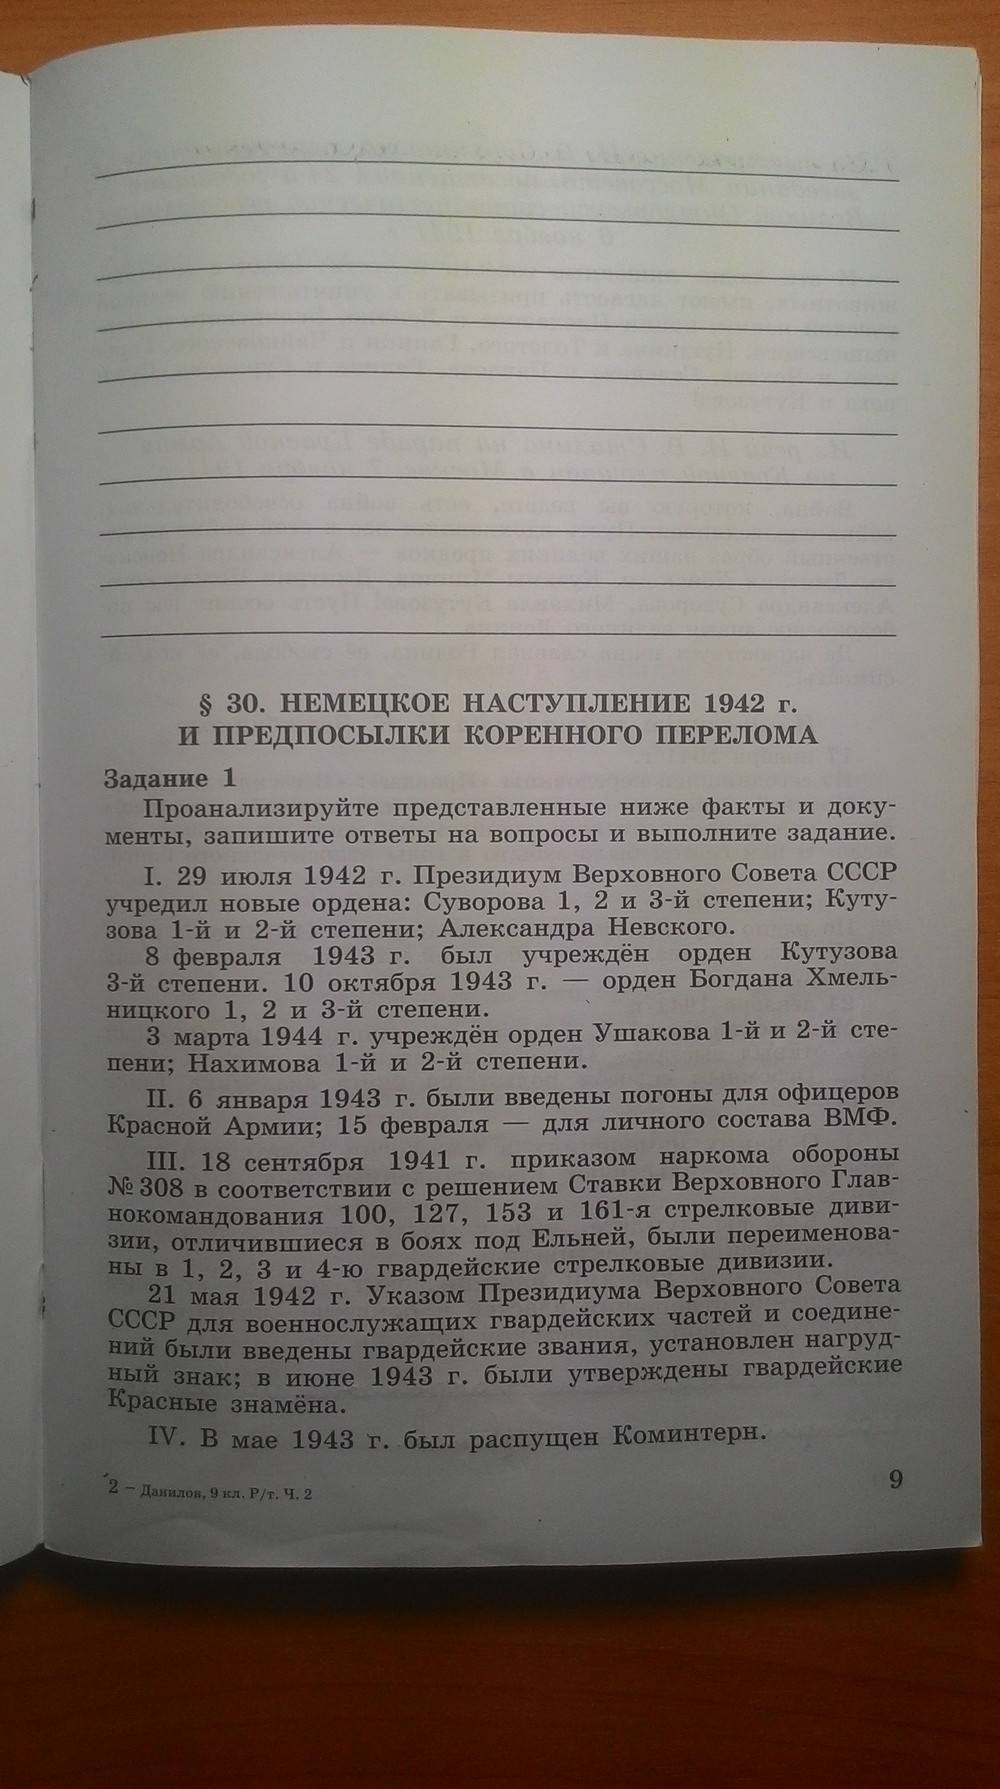 § 30. НЕМЕЦКОЕ НАСТУПЛЕНИЕ 1942 г.
И ПРЕДПОСЫЛКИ КОРЕННОГО ПЕРЕЛОМА
Задание 1
Проанализируйте представленные ниже факты и доку-
менты, запишите ответы на вопросы и выполните задание.
I. 29 июля 1942 г. Президиум Верховного Совета СССР
учредил новые ордена: Суворова 1, 2 и 3-й степени; Куту-
зова 1-й и 2-й степени; Александра Невского.
8 февраля 1943 г. был учреждён орден Кутузова
3-й степени. 10 октября 1943 г. — орден Богдана Хмель-
ницкого 1, 2 и 3-й степени.
3 марта 1944 г. учреждён орден Ушакова 1-й и 2-й сте-
пени; Нахимова 1-й и 2-й степени.
II. 6 января 1943 г. были введены погоны для офицеров
Красной Армии; 15 февраля — для личного состава ВМФ.
III. 18 сентября 1941 г. приказом наркома обороны
№ 308 в соответствии с решением Ставки Верховного Глав-
нокомандования 100, 127, 153 и 161-я стрелковые диви-
зии, отличившиеся в боях под Ельней, были переименова-
ны в 1, 2, 3 и 4-ю гвардейские стрелковые дивизии.
21 мая 1942 г. Указом Президиума Верховного Совета
СССР для военнослужащих гвардейских частей и соедине-
ний были введены гвардейские звания, установлен нагруд-
ный знак; в июне 1943 г. были утверждены гвардейские
Красные знамёна.
IV. В мае 1943 г. был распущен Коминтерн.
2 – Данилов, 9 кл. Р/т. Ч. 2
9